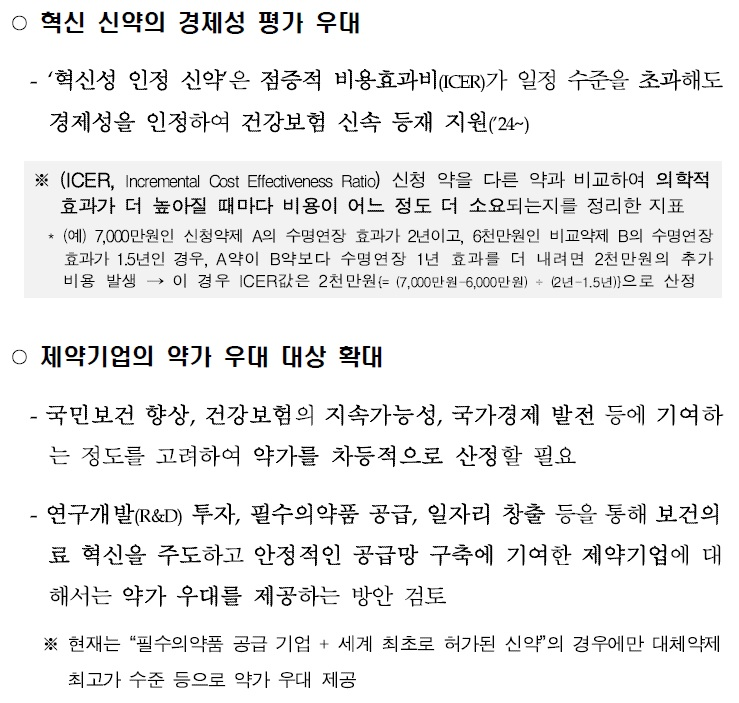 ○ 혁신 신약의 경제성 평가 우대
- ‘혁신성 인정 신약’은 점증적 비용효과비(ICER)가 일정 수준을 초과해도
경제성을 인정하여 건강보험 신속 등재 지원(’24~)
※ (ICER, Incremental Cost Effectiveness Ratio) 신청 약을 다른 약과 비교하여 의학적
효과가 더 높아질 때마다 비용이 어느 정도 더 소요되는지를 정리한 지표
* (예) 7,000만원인 신청약제 A의 수명연장 효과가 2년이고, 6천만원인 비교약제 B의 수명연장
효과가 1.5년인 경우, A약이 B약보다 수명연장 1년 효과를 더 내려면 2천만원의 추가
비용 발생 → 이 경우 ICER값은 2천만원{= (7,000만원-6,000만원) ÷ (2년-1.5년)}으로 산정
○ 제약기업의 약가 우대 대상 확대
- 국민보건 향상, 건강보험의 지속가능성, 국가경제 발전 등에 기여하
는 정도를 고려하여 약가를 차등적으로 산정할 필요
- 연구개발(R&D) 투자, 필수의약품 공급, 일자리 창출 등을 통해 보건의
료 혁신을 주도하고 안정적인 공급망 구축에 기여한 제약기업에 대
해서는 약가 우대를 제공하는 방안 검토
※ 현재는 “필수의약품 공급 기업 + 세계 최초로 허가된 신약”의 경우에만 대체약제
최고가 수준 등으로 약가 우대 제공